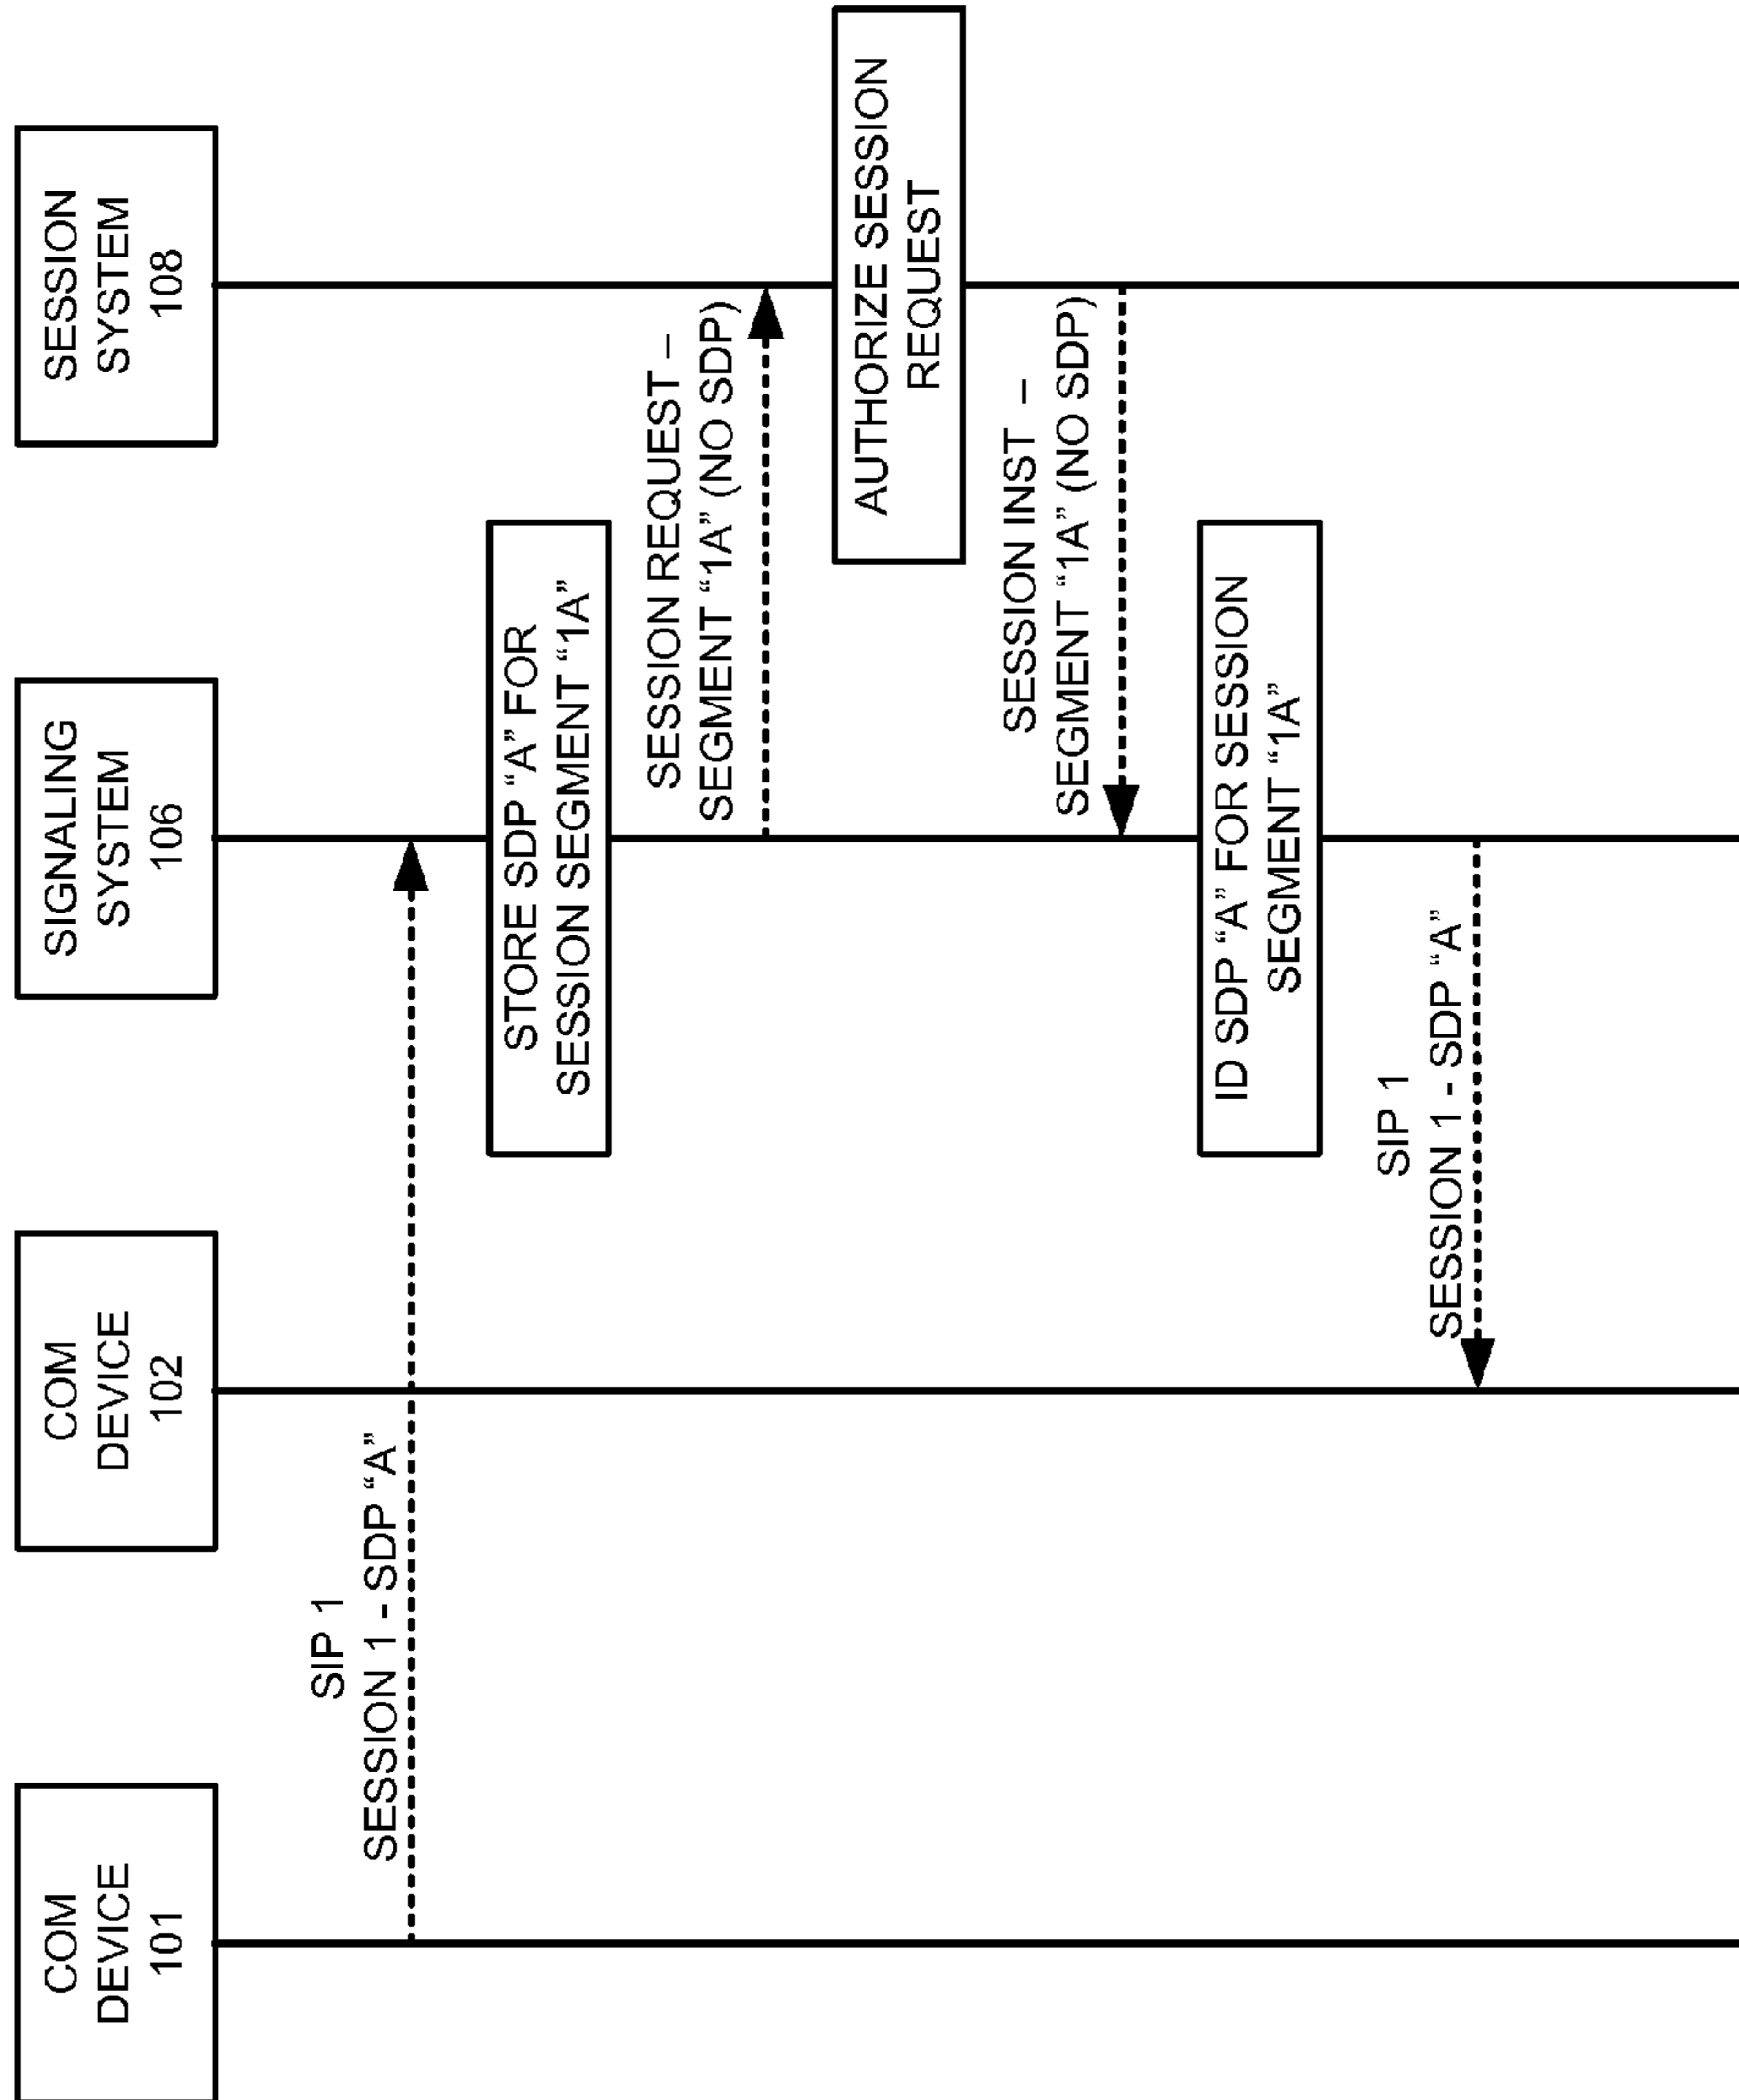 COM
DEVICE
101
COM
DEVICE
102
SIGNALING
SYSTEM
106
SESSION
SYSTEM
108
SIP 1
SESSION 1 - SDP “A”
STORE SDP “A” FOR
SESSION SEGMENT “1A”
SESSION REQUEST –
SEGMENT “1A” (NO SDP)
AUTHORIZE SESSION
REQUEST
SESSION INST –
SEGMENT “1A” (NO SDP)
ID SDP “A” FOR SESSION
SEGMENT “1A”
SIP 1
SESSION 1 - SDP “A”